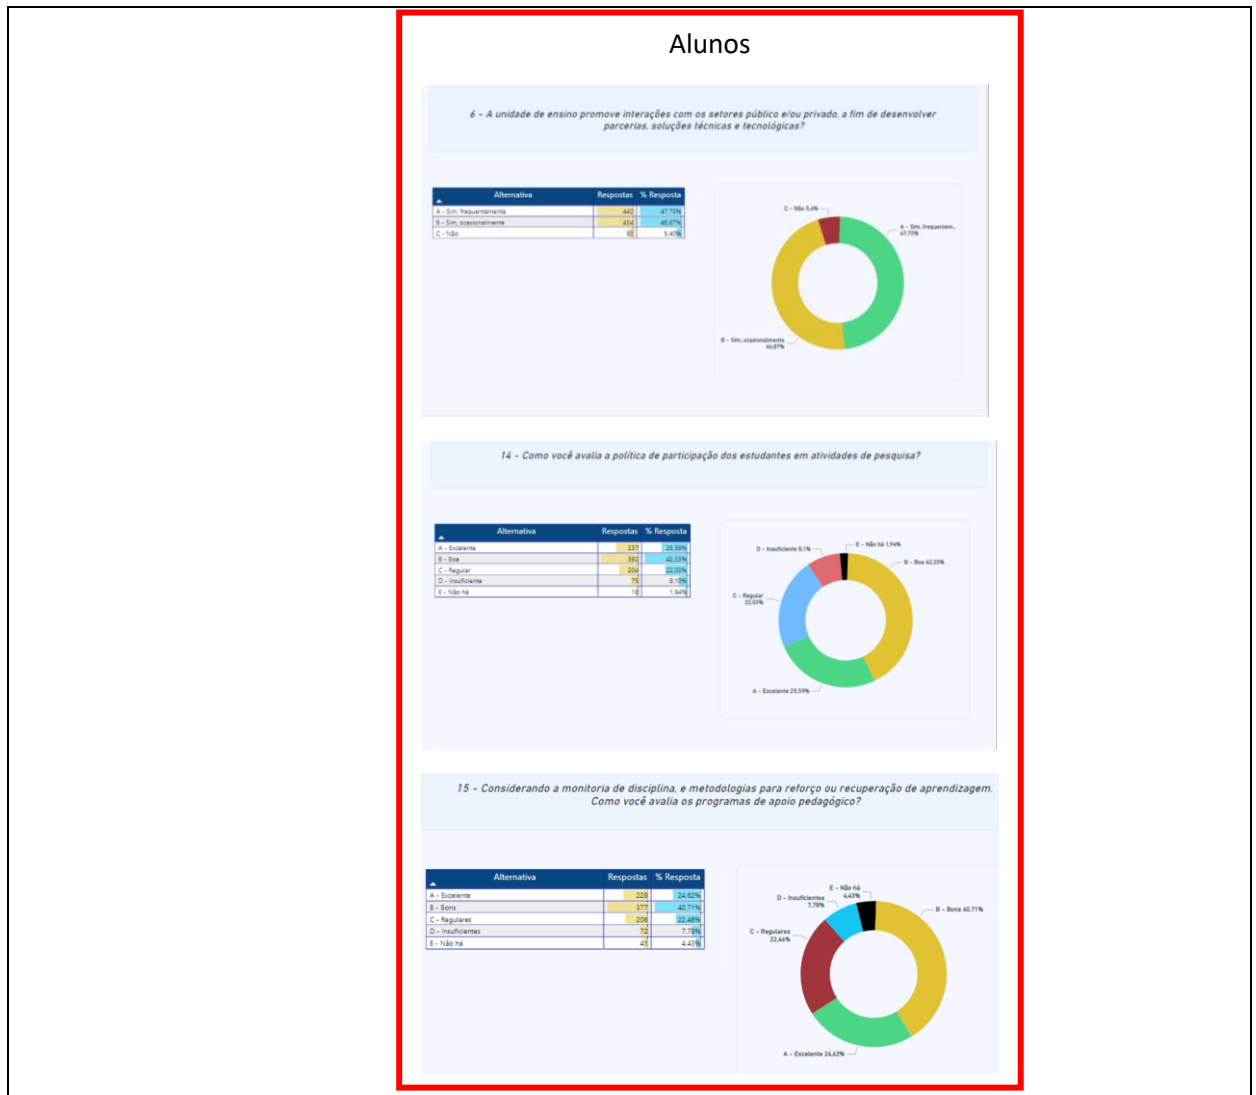 Alunos
6 - A unidade de ensino promove interações com os setores público e/ou privado, a fim de desenvolver
parcerias, soluções técnicas e tecnológicas?
Alternativa Respostas % Resposta
A - Sim, frequentemente 442 47,73%
B - Sim, ocasionalmente 434 46,87%
C - Não 50 5,40%
C - Não 5,4%
A - Sim, frequentem...
47,73%
B - Sim, ocasionalmente
46,87%
14 - Como você avalia a política de participação dos estudantes em atividades de pesquisa?
Alternativa Respostas % Resposta
A - Excelente 237 25,59%
B - Boa 392 42,33%
C - Regular 204 22,03%
D - Insuficiente 75 8,10%
E - Não há 18 1,94%
D - Insuficiente 8,1%
E - Não há 1,94%
B - Boa 42,33%
C - Regular
22,03%
A - Excelente 25,59%
15 - Considerando a monitoria de disciplina, e metodologias para reforço ou recuperação de aprendizagem.
Como você avalia os programas de apoio pedagógico?
Alternativa Respostas % Resposta
A - Excelente 228 24,62%
B - Bons 377 40,71%
C - Regulares 208 22,46%
D - Insuficientes 72 7,78%
E - Não há 41 4,43%
E - Não há
4,43%
D - Insuficientes
7,78%
B - Bons 40,71%
C - Regulares
22,46%
A - Excelente 24,62%